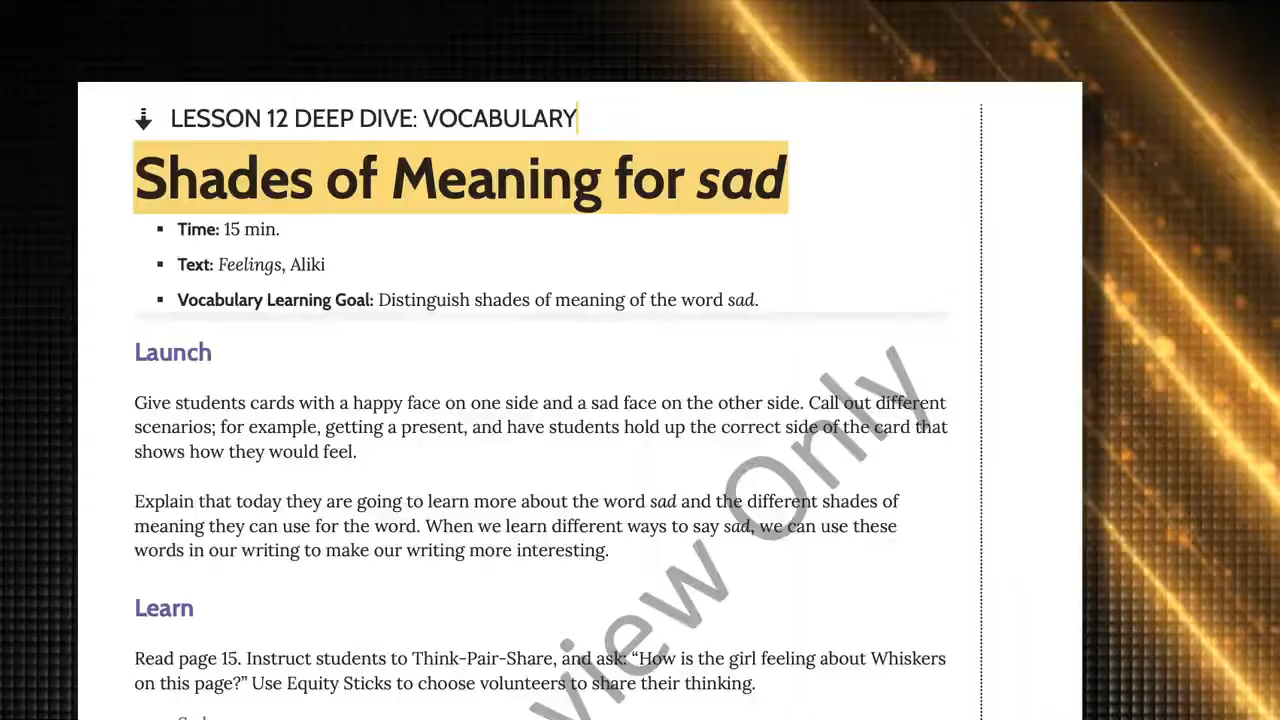 LESSON 12 DEEP DIVE: VOCABULARY
Shades of Meaning for sad
▪ Time: 15 min.
▪ Text: Feelings, Aliki
▪ Vocabulary Learning Goal: Distinguish shades of meaning of the word sad.
Launch
Give students cards with a happy face on one side and a sad face on the other side. Call out different
scenarios; for example, getting a present, and have students hold up the correct side of the card that
shows how they would feel.
Explain that today they are going to learn more about the word sad and the different shades of
meaning they can use for the word. When we learn different ways to say sad, we can use these
words in our writing to make our writing more interesting.
Learn
Read page 15. Instruct students to Think-Pair-Share, and ask: “How is the girl feeling about Whiskers
on this page?” Use Equity Sticks to choose volunteers to share their thinking.
view Only